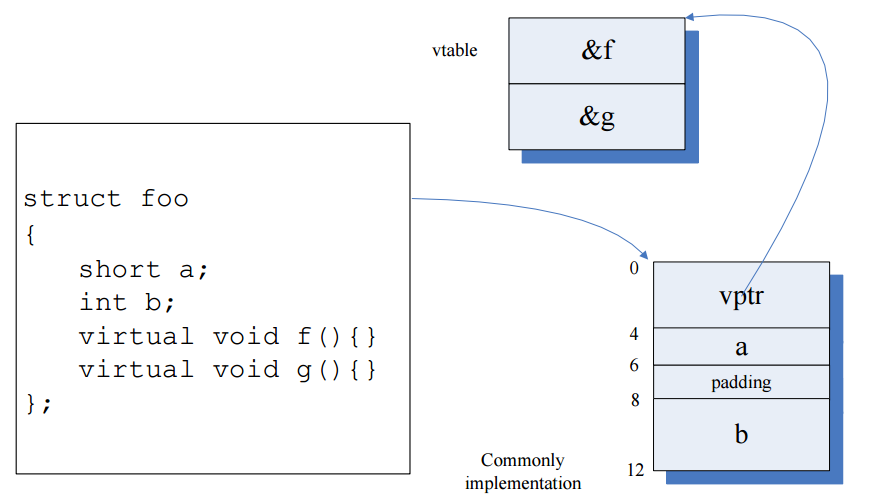 vtable
&f
&g
struct foo
{
short a;
int b;
virtual void f(){}
virtual void g(){}
};
0
vptr
4
a
6
padding
8
b
12
Commonly
implementation